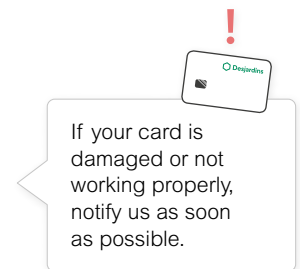 !
Desjardins
If your card is
damaged or not
working properly,
notify us as soon
as possible.